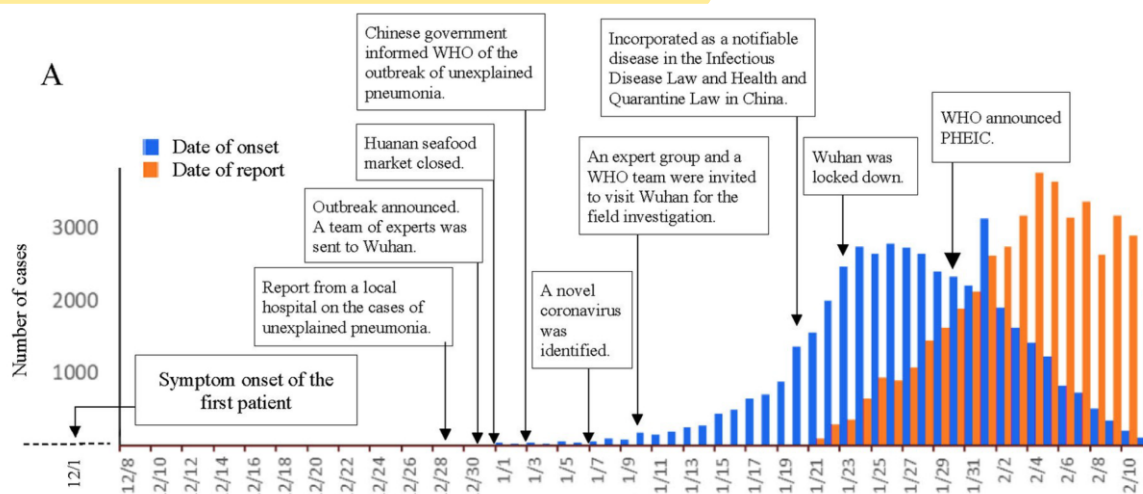 A
Chinese government
informed WHO of the
outbreak of unexplained
pneumonia.
Incorporated as a notifiable
disease in the Infectious
Disease Law and Health and
Quarantine Law in China.
Date of onset
Date of report
Huanan seafood
market closed.
An expert group and a
WHO team were invited
to visit Wuhan for the
field investigation.
Wuhan was
locked down.
WHO announced
PHEIC.
Outbreak announced.
A team of experts was
sent to Wuhan.
Report from a local
hospital on the cases of
unexplained pneumonia.
A novel
coronavirus
was
identified.
Symptom onset of the
first patient
Number of cases
3000
2000
1000
12/1
12/8
2/10
2/12
2/14
2/16
2/18
2/20
2/22
2/24
2/26
2/28
2/30
1/1
1/3
1/5
1/7
1/9
1/11
1/13
1/15
1/17
1/19
1/21
1/23
1/25
1/27
1/29
1/31
2/2
2/4
2/6
2/8
2/10